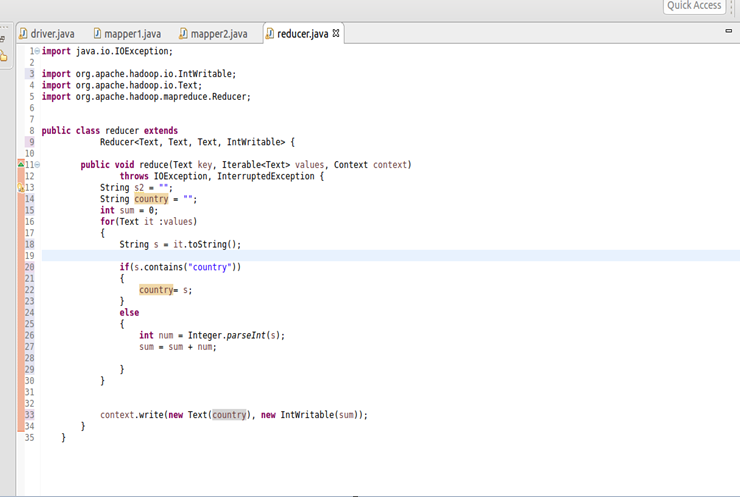 Quick Access
driver.java mapper1.java mapper2.java reducer.java
1 import java.io.IOException;
2
3 import org.apache.hadoop.io.IntWritable;
4 import org.apache.hadoop.io.Text;
5 import org.apache.hadoop.mapreduce.Reducer;
6
7
8 public class reducer extends
9 Reducer<Text, Text, Text, IntWritable> {
10
11 public void reduce(Text key, Iterable<Text> values, Context context)
12 throws IOException, InterruptedException {
13 String s2 = "";
14 String country = "";
15 int sum = 0;
16 for(Text it :values)
17 {
18 String s = it.toString();
19
20 if(s.contains("country"))
21 {
22 country= s;
23 }
24 else
25 {
26 int num = Integer.parseInt(s);
27 sum = sum + num;
28
29 }
30 }
31
32
33 context.write(new Text(country), new IntWritable(sum));
34 }
35 }